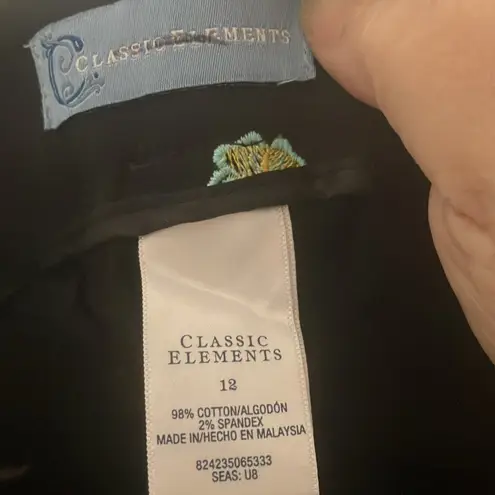 CLASSIC ELEMENTS
CLASSIC
ELEMENTS
12
98% COTTON/ALGODÓN
2% SPANDEX
MADE IN/HECHO EN MALAYSIA
824235065333
SEAS: U8